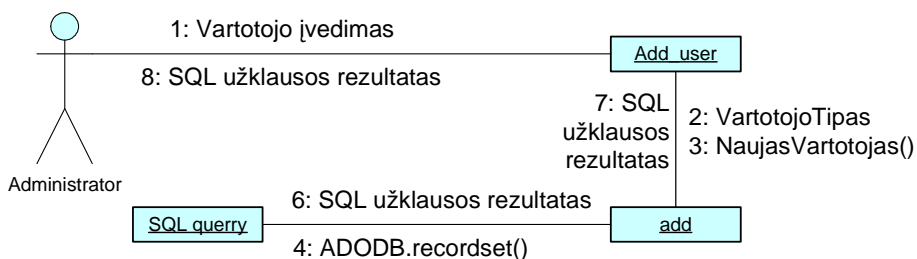 1: Vartotojo įvedimas
Add_user
8: SQL užklausos rezultatas
7: SQL
užklausos
rezultatas
2: VartotojoTipas
3: NaujasVartotojas()
Administrator
6: SQL užklausos rezultatas
SQL querry
add
4: ADODB.recordset()